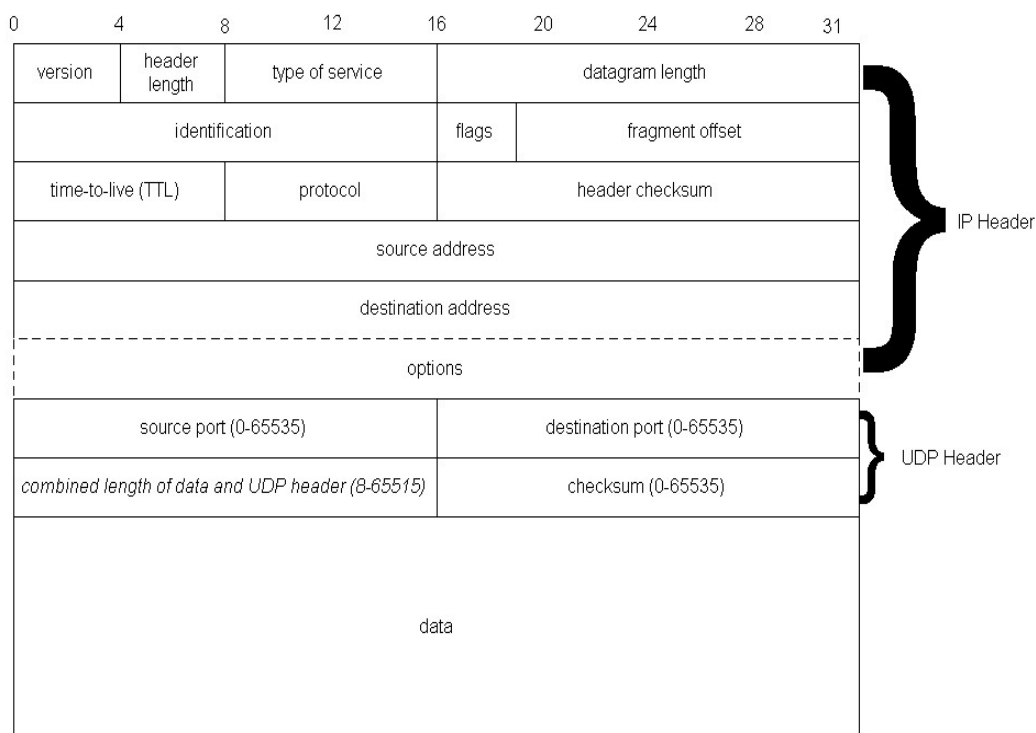 0 4 8 12 16 20 24 28 31
version header length type of service datagram length
identification flags fragment offset
time-to-live (TTL) protocol header checksum
IP Header
source address
destination address
options
source port (0-65535) destination port (0-65535)
UDP Header
combined length of data and UDP header (8-65515) checksum (0-65535)
data